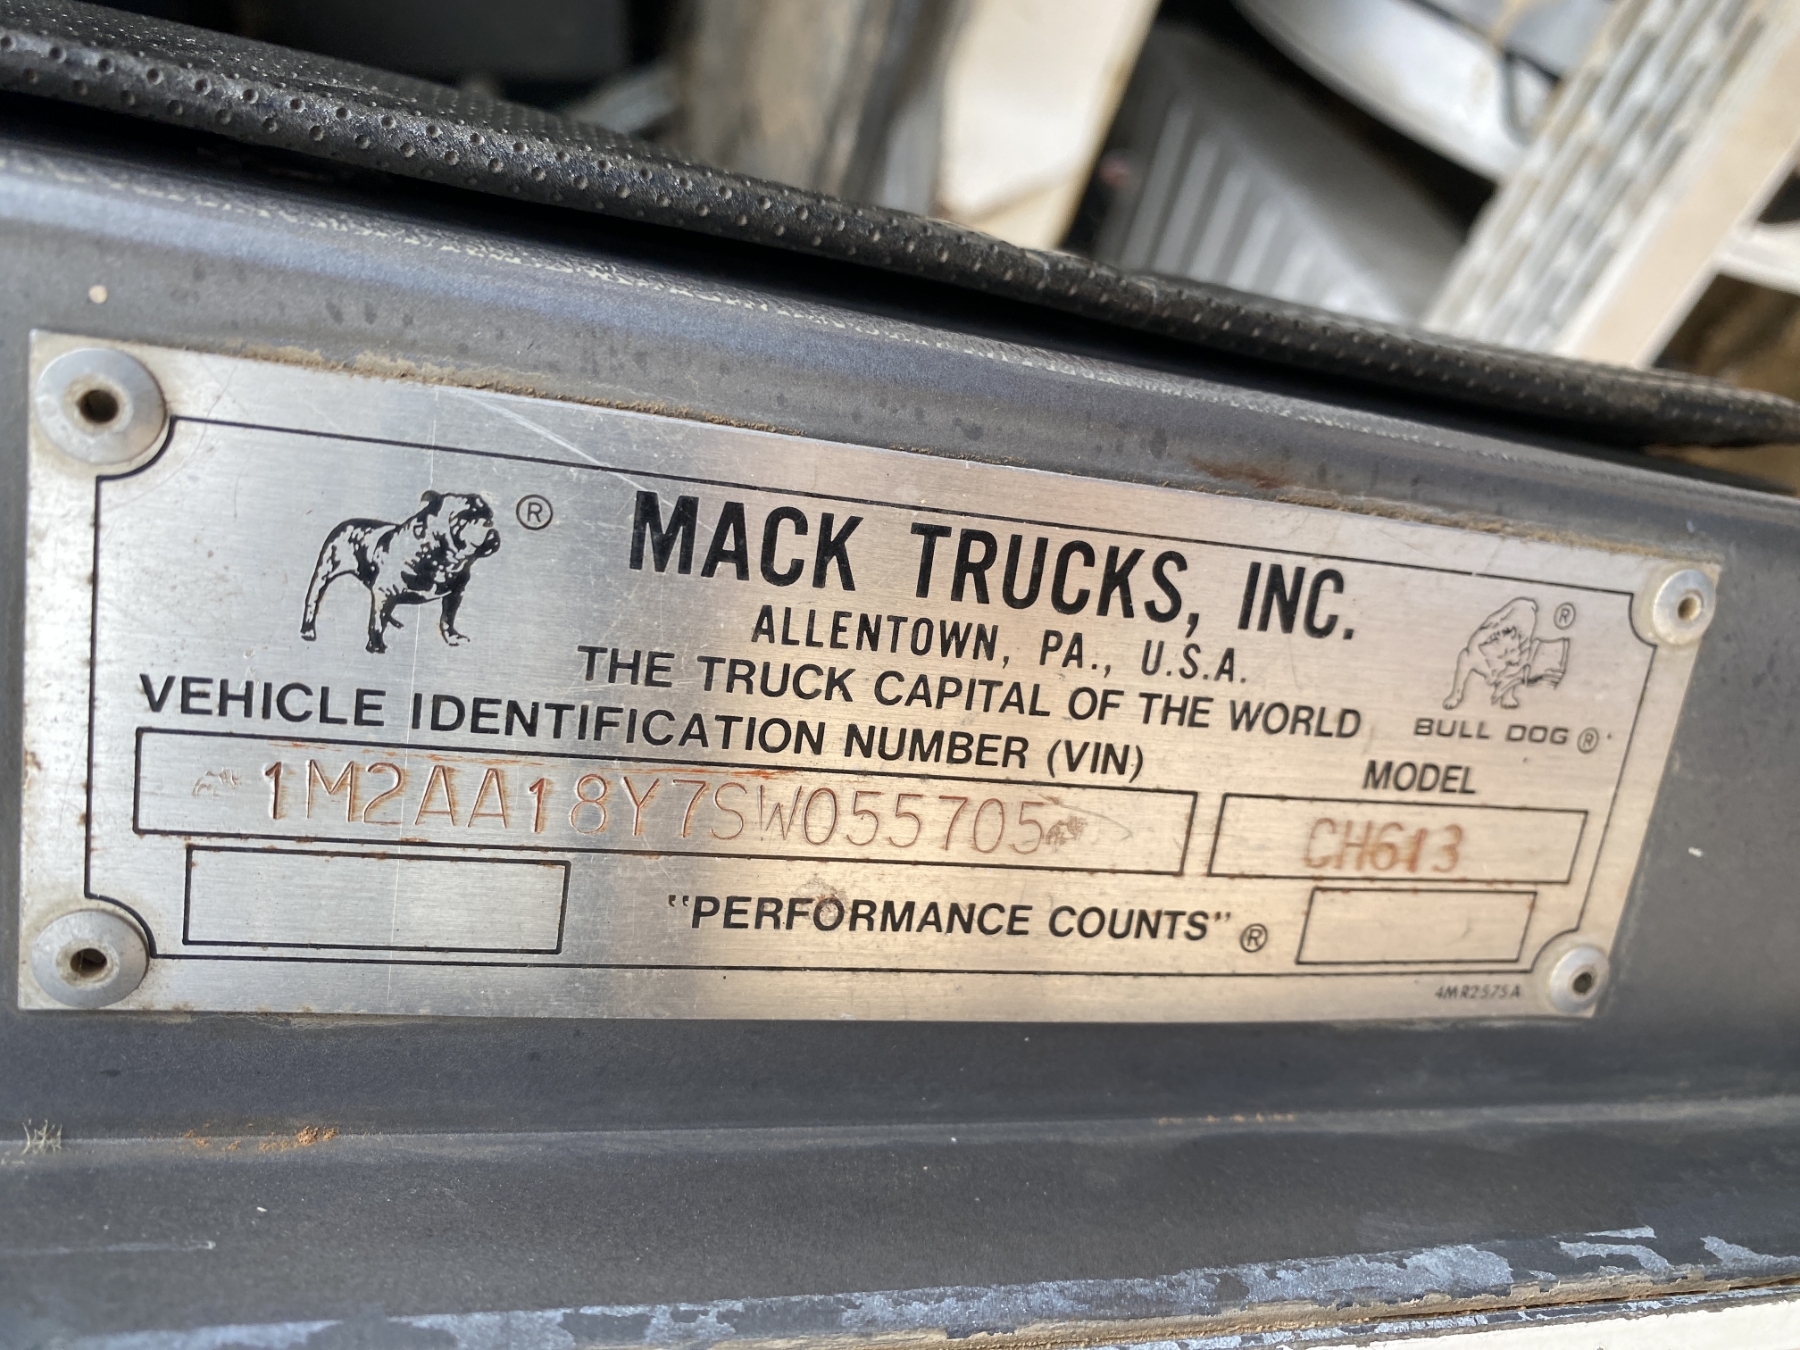 ® MACK TRUCKS, INC. ®
ALLENTOWN, PA., U.S.A.
THE TRUCK CAPITAL OF THE WORLD
BULL DOG®
VEHICLE IDENTIFICATION NUMBER (VIN)
MODEL
1M2AA18Y7SW055705
CH613
"PERFORMANCE COUNTS"®
4MR2575A